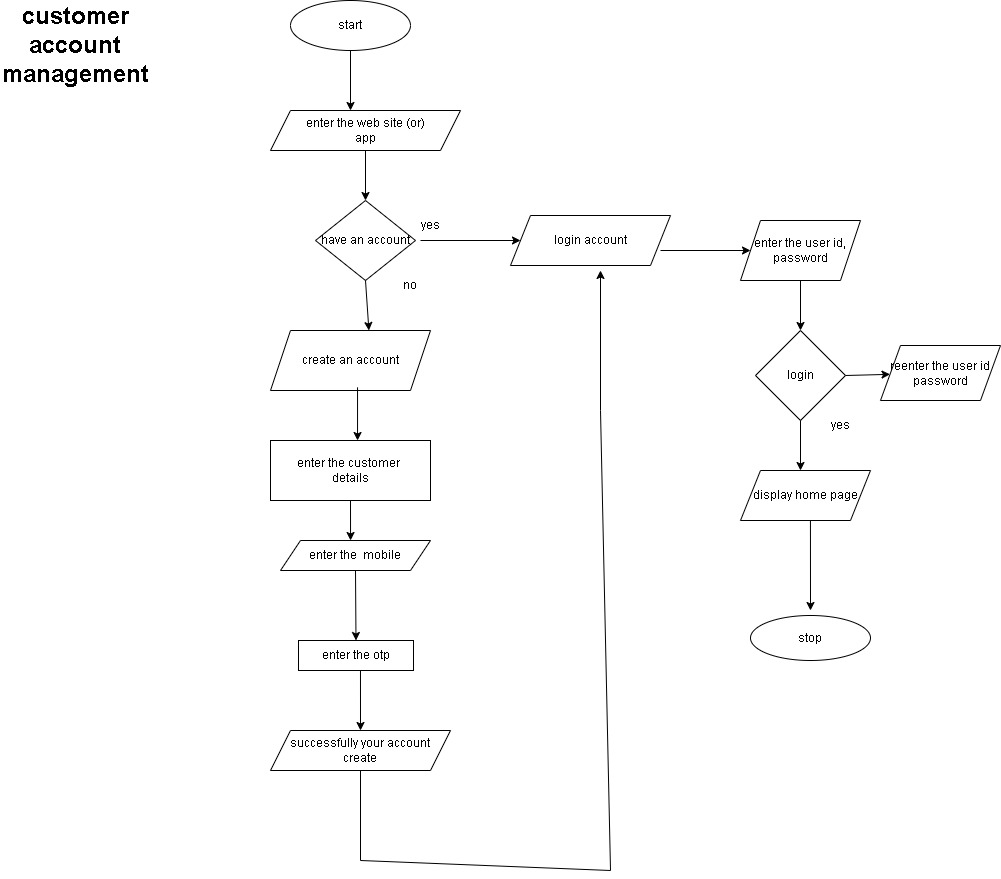 customer
account
management
start
enter the web site (or)
app
have an account
yes
no
login account
enter the user id,
password
login
reenter the user id,
password
yes
display home page
stop
create an account
enter the customer
details
enter the  mobile
enter the otp
successfully your account
create